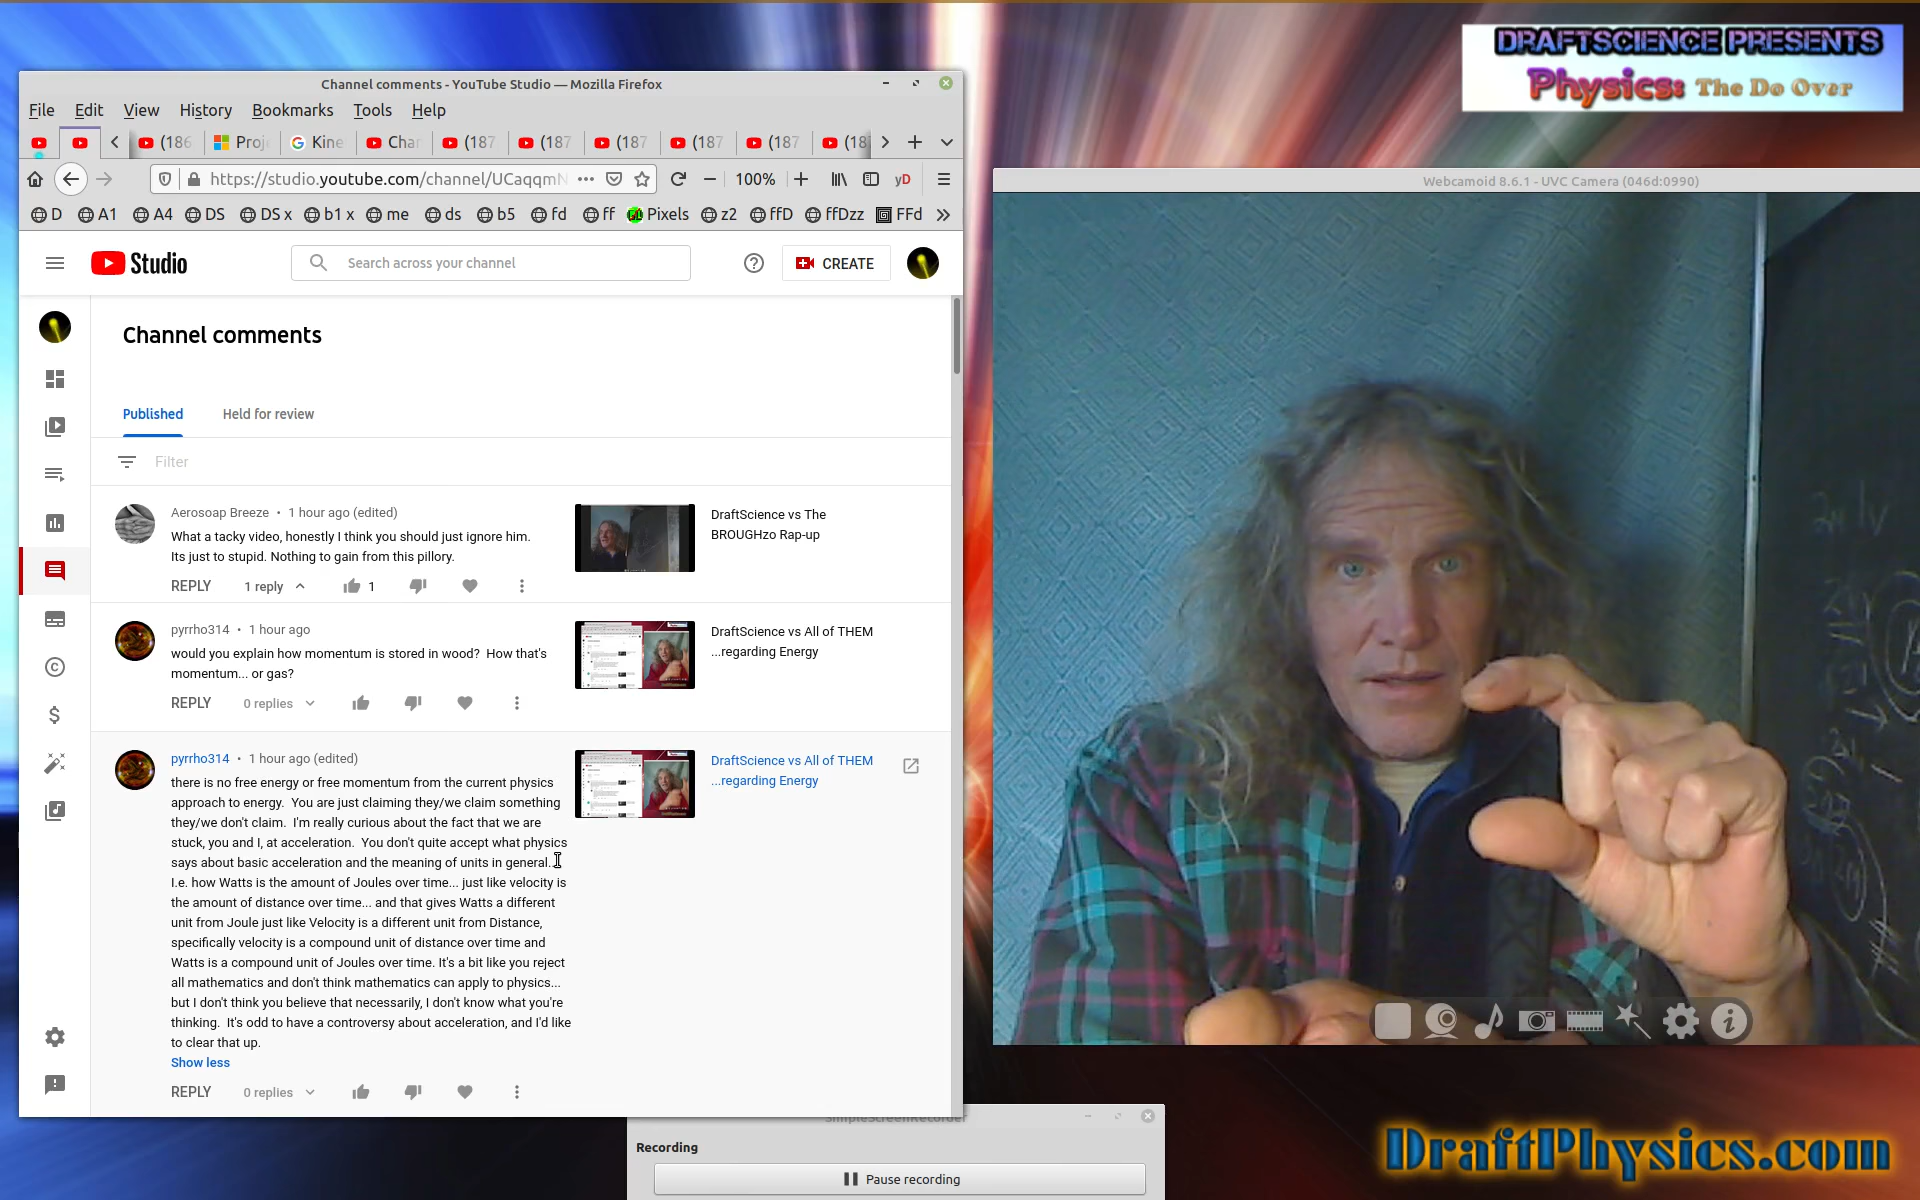 DRAFTSCIENCE PRESENTS
Physics: The Do Over
Channel comments - YouTube Studio — Mozilla Firefox
File Edit View History Bookmarks Tools Help
(186 Proj Kine Chan (187 (187 (187 (187 (187 (18
https://studio.youtube.com/channel/UCaqqmN 100% yD
D A1 A4 DS DS x b1 x me ds b5 fd ff Pixels z2 ffD ffDzz FFd
Webcamoid 8.6.1 - UVC Camera (046d:0990)
Studio
Search across your channel
CREATE
Channel comments
Published Held for review
Filter
Aerosoap Breeze • 1 hour ago (edited)
What a tacky video, honestly I think you should just ignore him.
Its just to stupid. Nothing to gain from this pillory.
REPLY 1 reply 1
DraftScience vs The
BROUGHzo Rap-up
pyrrho314 • 1 hour ago
would you explain how momentum is stored in wood? How that's
momentum... or gas?
REPLY 0 replies
DraftScience vs All of THEM
...regarding Energy
pyrrho314 • 1 hour ago (edited)
there is no free energy or free momentum from the current physics
approach to energy. You are just claiming they/we claim something
they/we don't claim. I'm really curious about the fact that we are
stuck, you and I, at acceleration. You don't quite accept what physics
says about basic acceleration and the meaning of units in general.
I.e. how Watts is the amount of Joules over time... just like velocity is
the amount of distance over time... and that gives Watts a different
unit from Joule just like Velocity is a different unit from Distance,
specifically velocity is a compound unit of distance over time and
Watts is a compound unit of Joules over time. It's a bit like you reject
all mathematics and don't think mathematics can apply to physics...
but I don't think you believe that necessarily, I don't know what you're
thinking. It's odd to have a controversy about acceleration, and I'd like
to clear that up.
Show less
REPLY 0 replies
DraftScience vs All of THEM
...regarding Energy
SimpleScreenRecorder
Recording
Pause recording
DraftPhysics.com